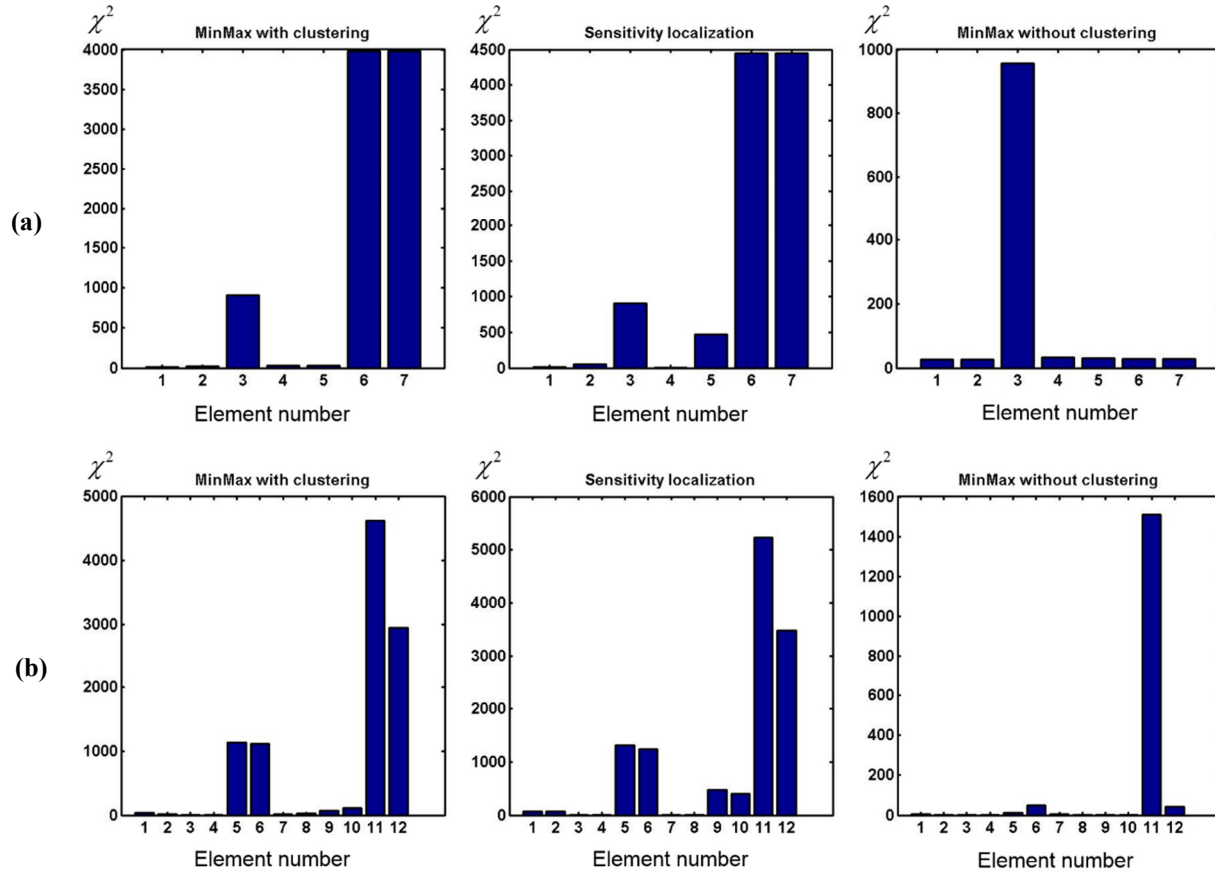 (a)
χ²
MinMax with clustering
4000
3500
3000
2500
2000
1500
1000
500
0
1 2 3 4 5 6 7
Element number
χ²
Sensitivity localization
4500
4000
3500
3000
2500
2000
1500
1000
500
0
1 2 3 4 5 6 7
Element number
χ²
MinMax without clustering
1000
800
600
400
200
0
1 2 3 4 5 6 7
Element number
(b)
χ²
MinMax with clustering
5000
4000
3000
2000
1000
0
1 2 3 4 5 6 7 8 9 10 11 12
Element number
χ²
Sensitivity localization
6000
5000
4000
3000
2000
1000
0
1 2 3 4 5 6 7 8 9 10 11 12
Element number
χ²
MinMax without clustering
1600
1400
1200
1000
800
600
400
200
0
1 2 3 4 5 6 7 8 9 10 11 12
Element number